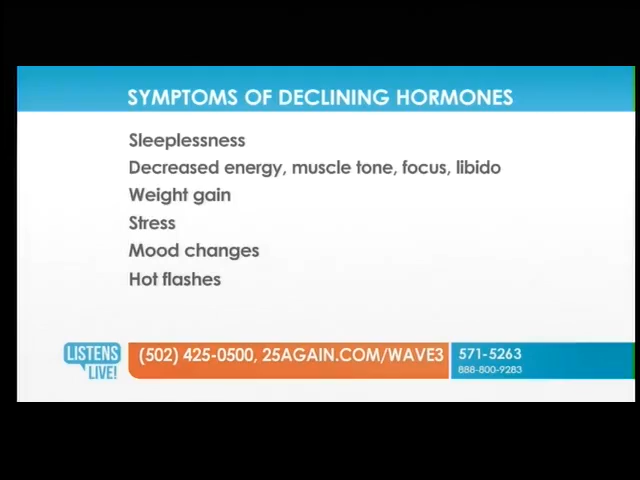 SYMPTOMS OF DECLINING HORMONES
Sleeplessness
Decreased energy, muscle tone, focus, libido
Weight gain
Stress
Mood changes
Hot flashes
LISTENS
LIVE!
(502) 425-0500, 25AGAIN.COM/WAVE3
571-5263
888-800-9283